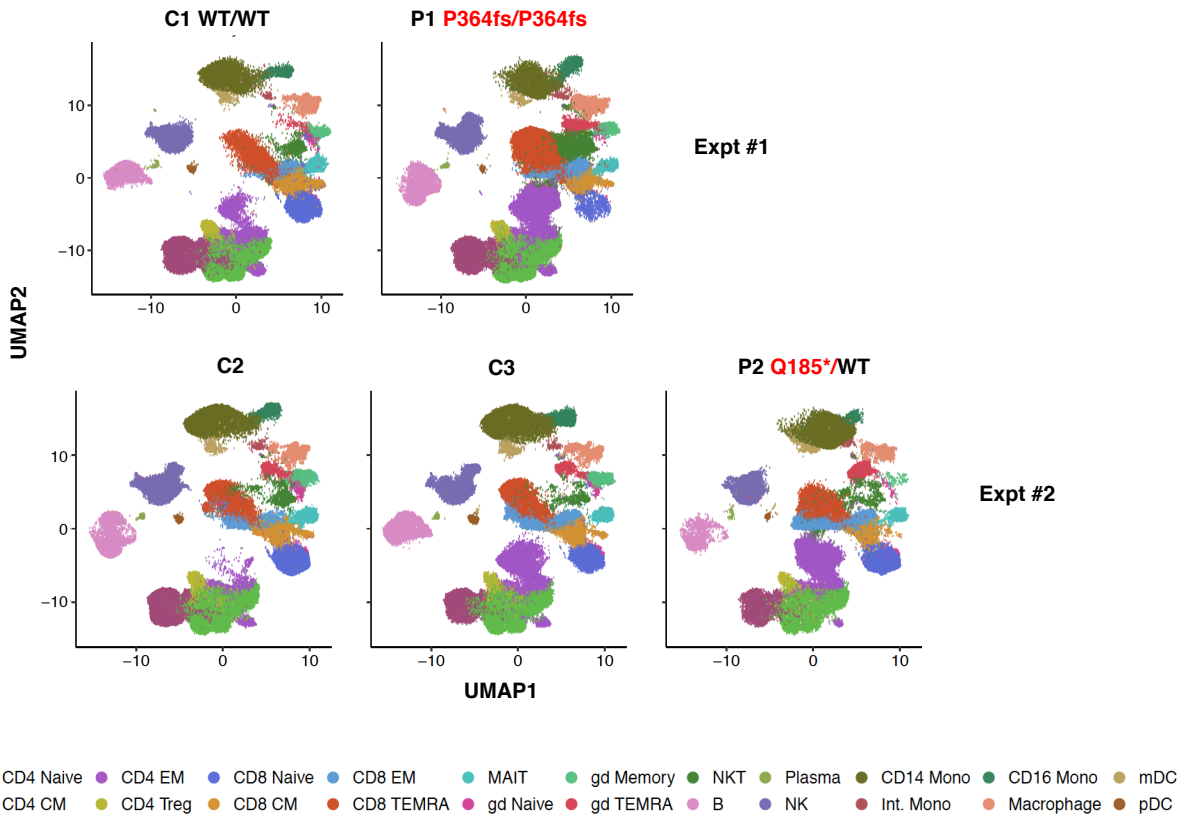 C1 WT/WT
P1 P364fs/P364fs
10
0
−10
−10
0
10
−10
0
10
Expt #1
UMAP2
C2
C3
P2 Q185*/WT
10
0
−10
−10
0
10
−10
0
10
−10
0
10
Expt #2
UMAP1
CD4 Naive CD4 EM CD8 Naive CD8 EM MAIT gd Memory NKT Plasma CD14 Mono CD16 Mono mDC
CD4 CM CD4 Treg CD8 CM CD8 TEMRA gd Naive gd TEMRA B NK Int. Mono Macrophage pDC